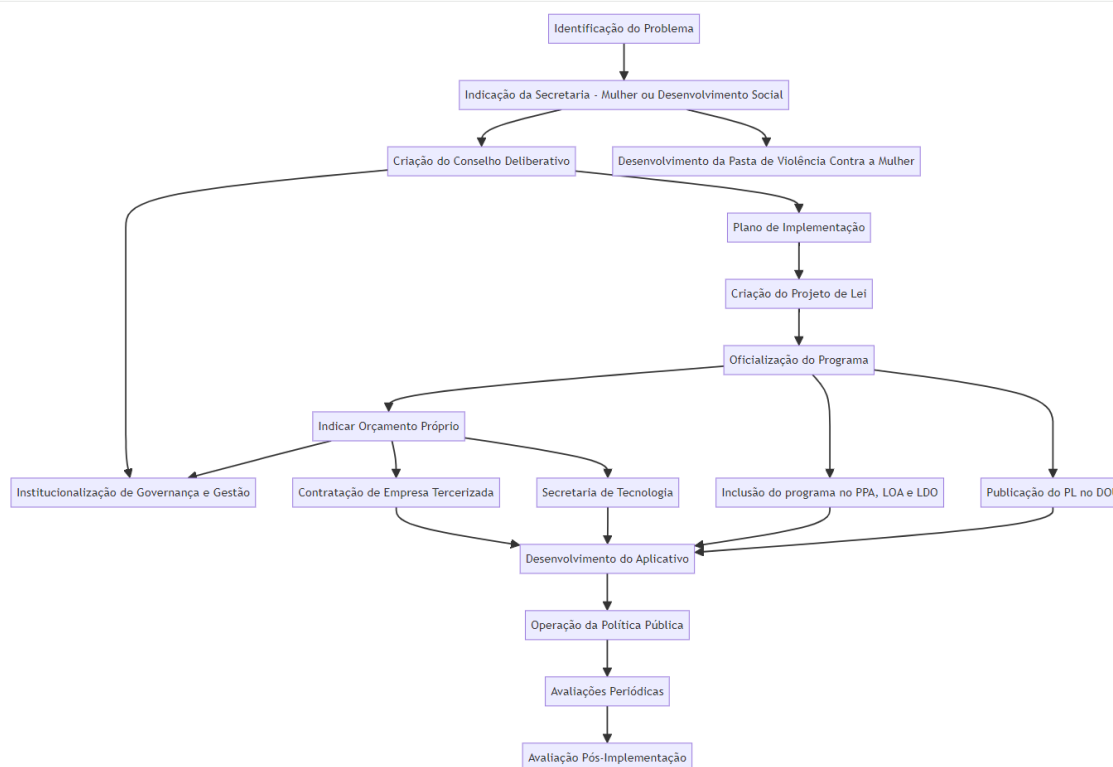 Identificação do Problema
Indicação da Secretaria - Mulher ou Desenvolvimento Social
Criação do Conselho Deliberativo
Desenvolvimento da Pasta de Violência Contra a Mulher
Plano de Implementação
Criação do Projeto de Lei
Oficialização do Programa
Indicar Orçamento Próprio
Institucionalização de Governança e Gestão
Contratação de Empresa Tercerizada
Secretaria de Tecnologia
Inclusão do programa no PPA, LOA e LDO
Publicação do PL no
Desenvolvimento do Aplicativo
Operação da Política Pública
Avaliações Periódicas
Avaliação Pós-Implementação